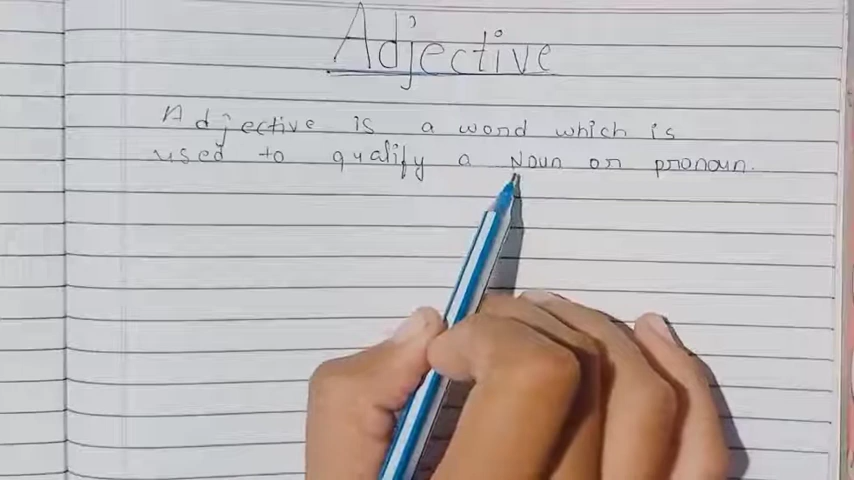 Adjective
Adjective is a word which is
used to qualify a Noun or pronoun.